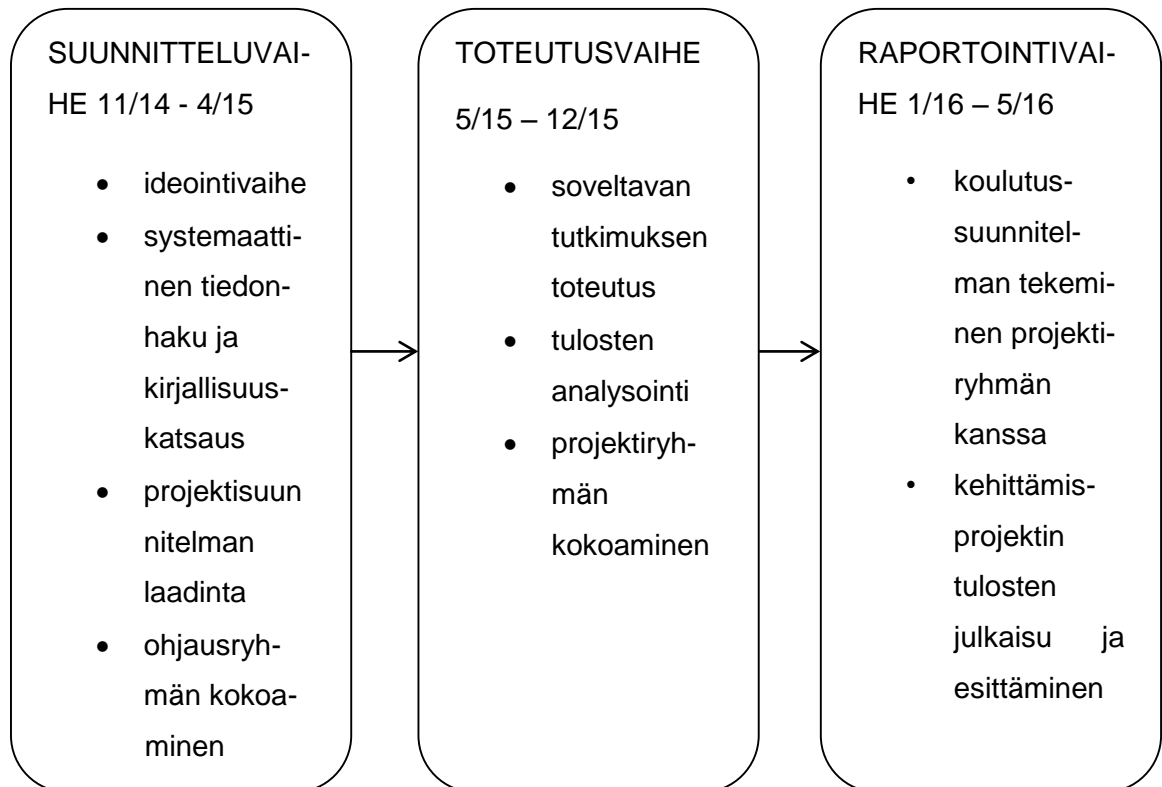 SUUNNITTELUVAI-
HE 11/14 - 4/15
• ideointivaihe
• systemaatti-
nen tiedon-
haku ja
kirjallisuus-
katsaus
• projektisuun
nitelman
laadinta
• ohjausryh-
män kokoa-
minen
TOTEUTUSVAIHE
5/15 – 12/15
• soveltavan
tutkimuksen
toteutus
• tulosten
analysointi
• projektiryh-
män
kokoaminen
RAPORTOINTIVAI-
HE 1/16 – 5/16
• koulutus-
suunnitel-
man tekemi-
nen projekti-
ryhmän
kanssa
• kehittämis-
projektin
tulosten
julkaisu ja
esittäminen